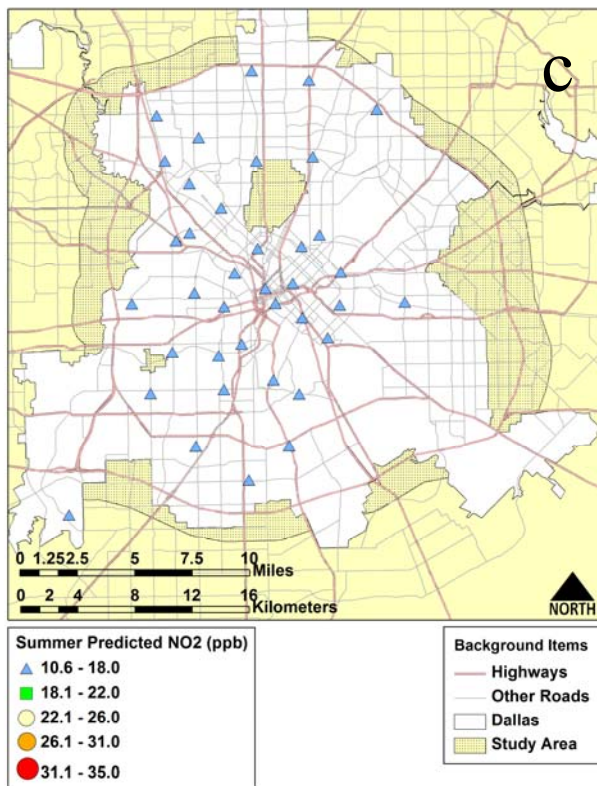 c
0 1.252.5 5 7.5 10
Miles
0 2 4 8 12 16
Kilometers
NORTH
Summer Predicted NO2 (ppb)
10.6 - 18.0
18.1 - 22.0
22.1 - 26.0
26.1 - 31.0
31.1 - 35.0
Background Items
Highways
Other Roads
Dallas
Study Area